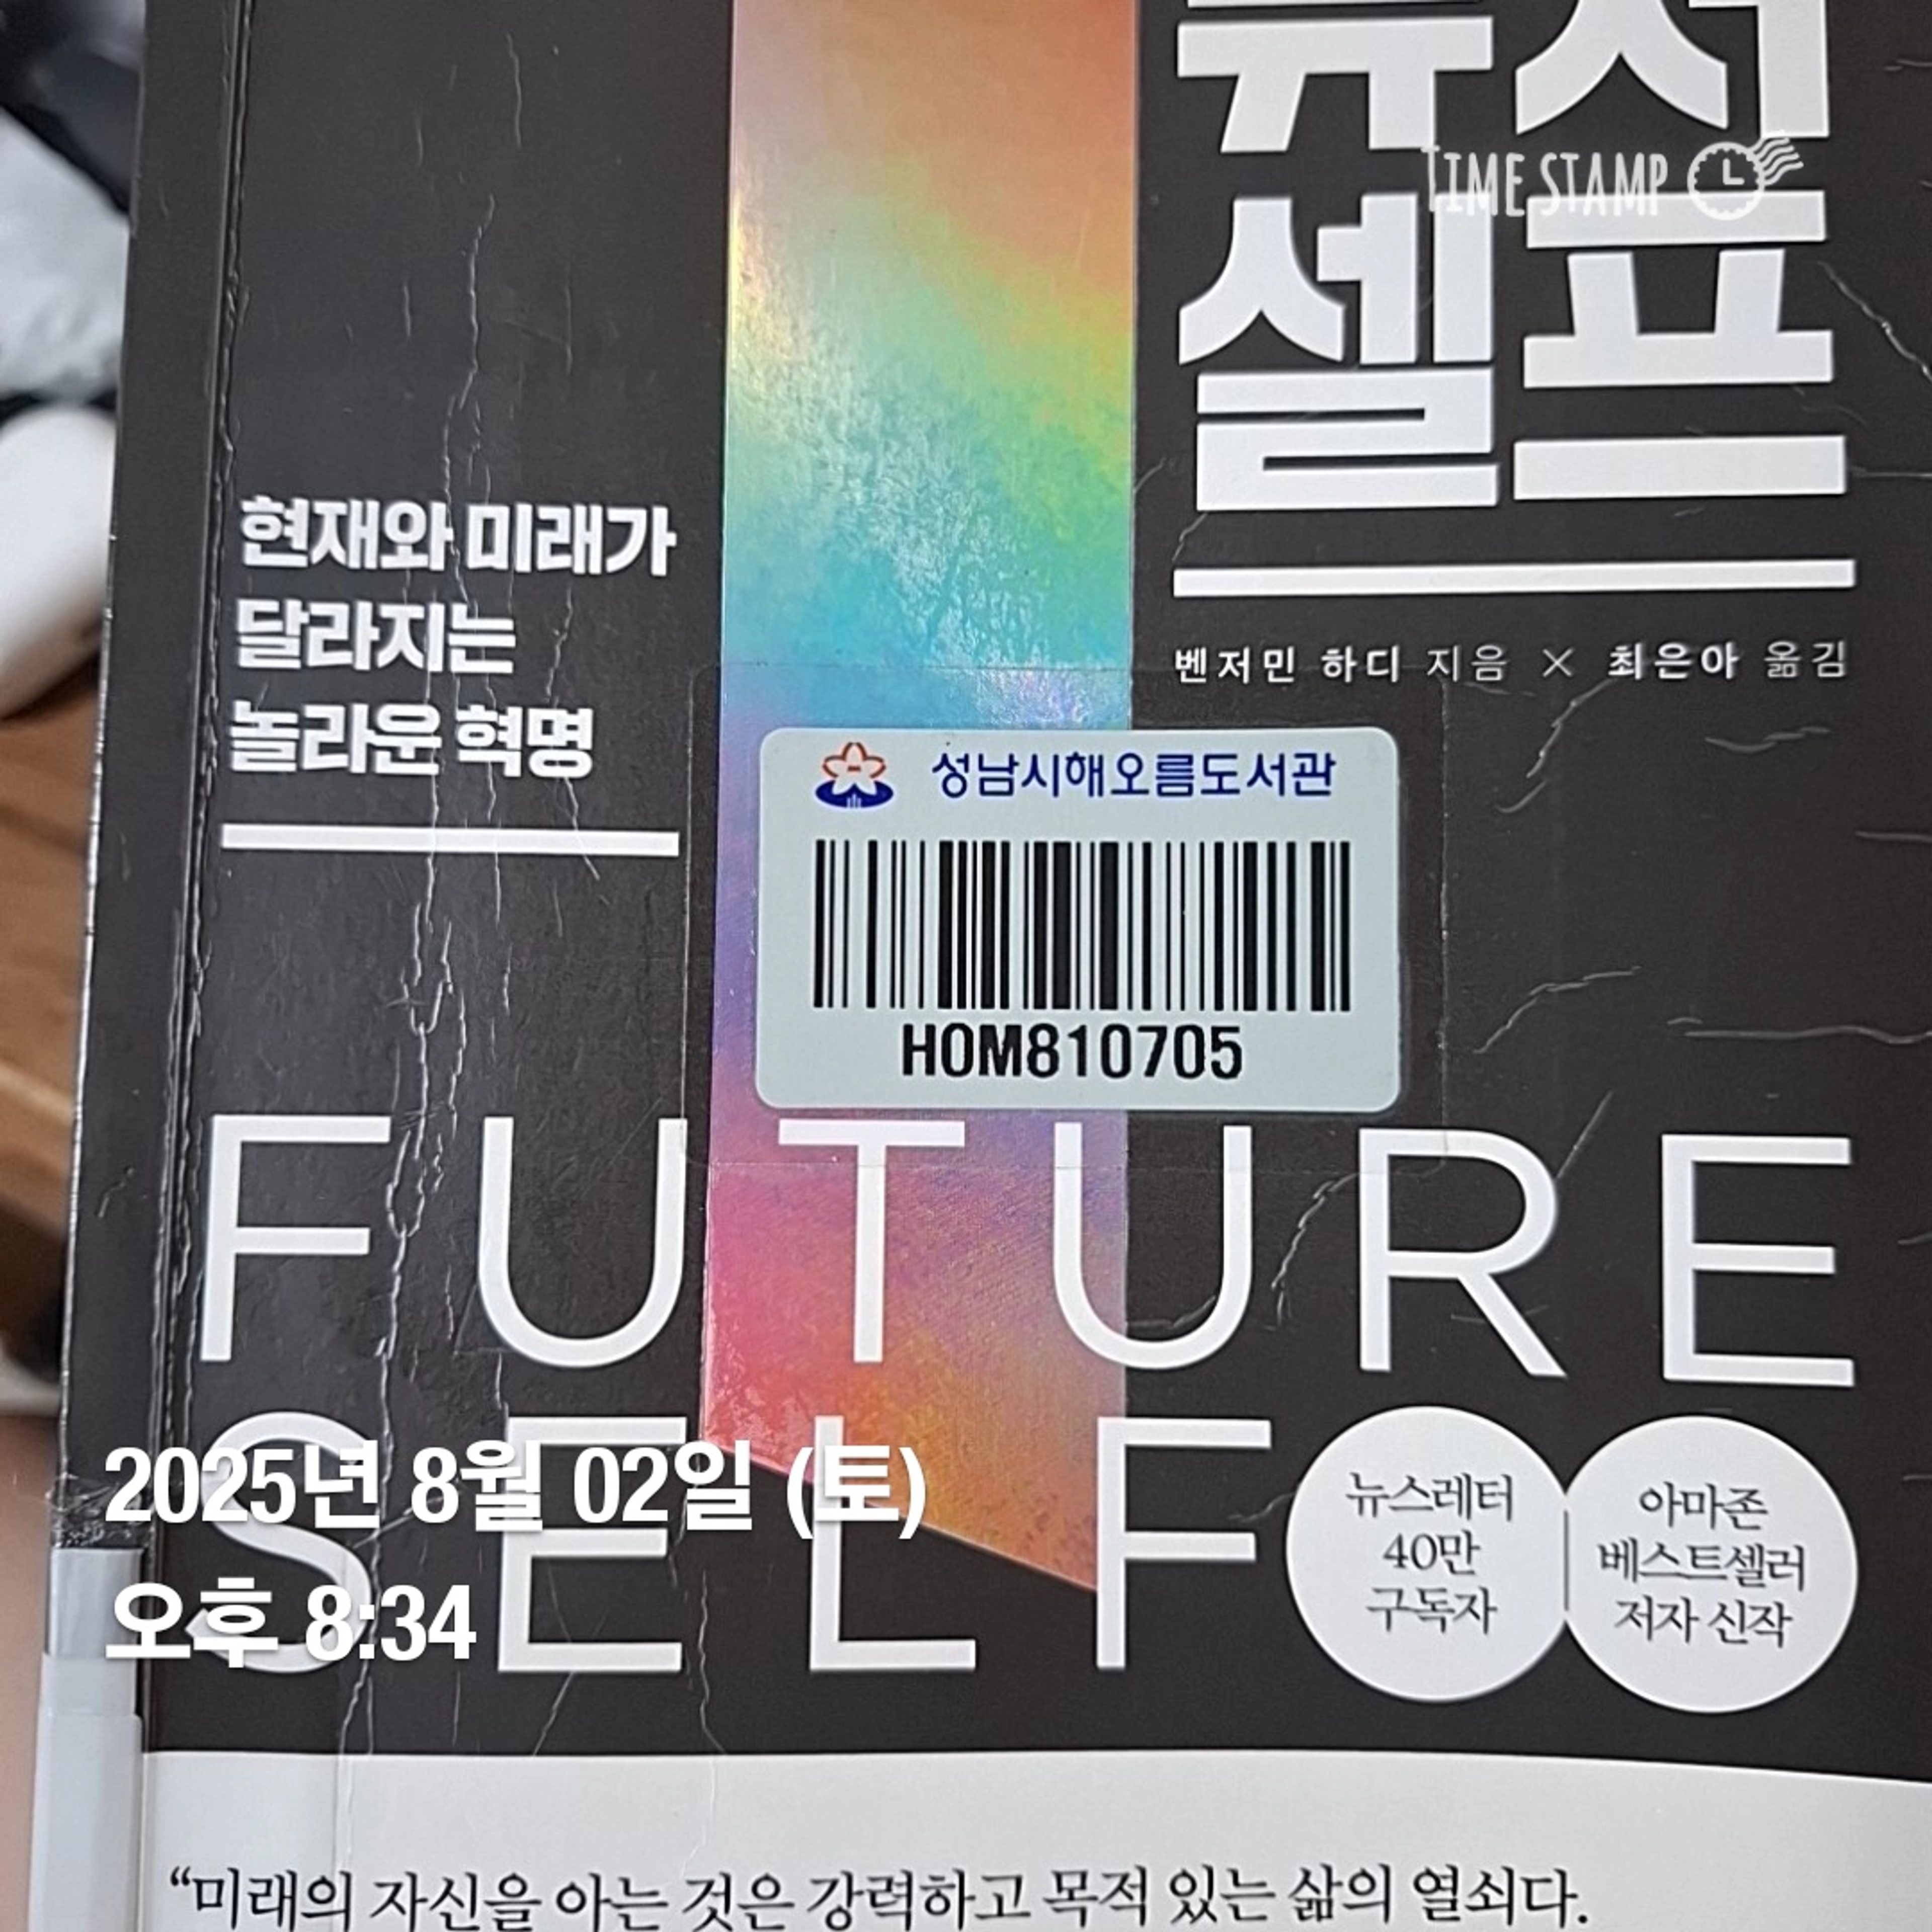 퓨처
TIME STAMP
셀프
현재와 미래가
달라지는
놀라운 혁명
벤저민 하디 지음 × 최은아 옮김
성남시해오름도서관
HOM810705
FUTURE
SELF
뉴스레터
40만
구독자
아마존
베스트셀러
저자 신작
2025년 8월 02일 (토)
오후 8:34
“미래의 자신을 아는 것은 강력하고 목적 있는 삶의 열쇠다.